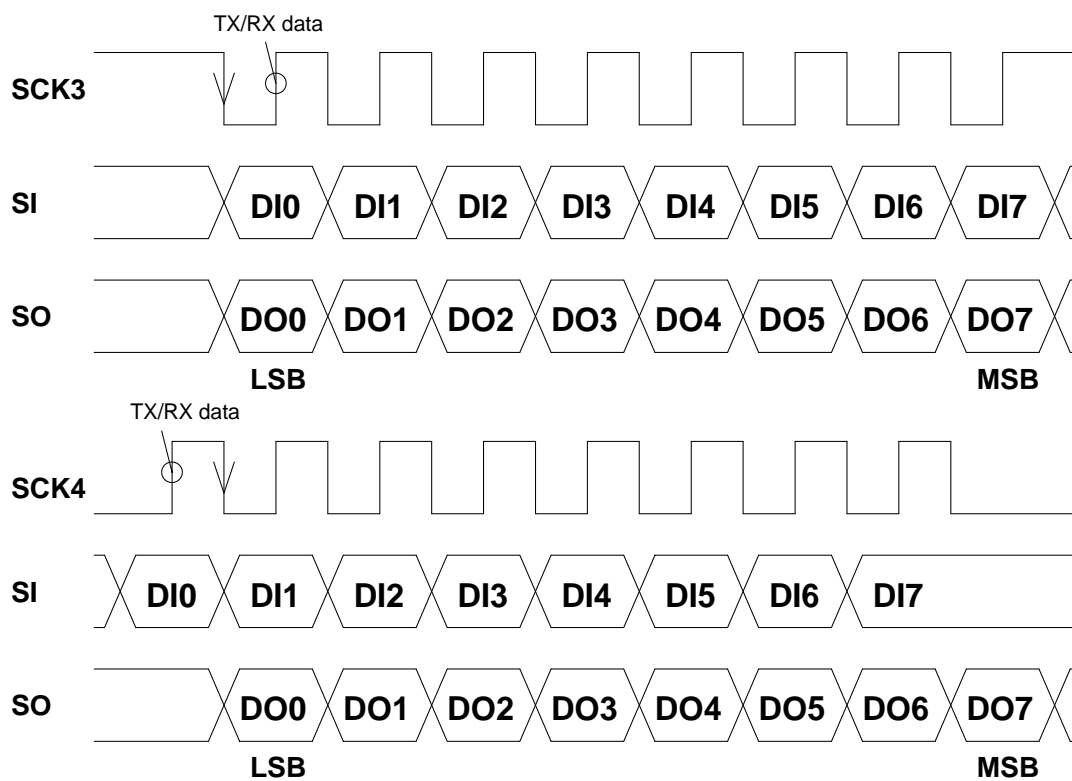 TX/RX data
SCK3
SI DI0 DI1 DI2 DI3 DI4 DI5 DI6 DI7
SO DO0 DO1 DO2 DO3 DO4 DO5 DO6 DO7
LSB MSB
TX/RX data
SCK4
SI DI0 DI1 DI2 DI3 DI4 DI5 DI6 DI7
SO DO0 DO1 DO2 DO3 DO4 DO5 DO6 DO7
LSB MSB